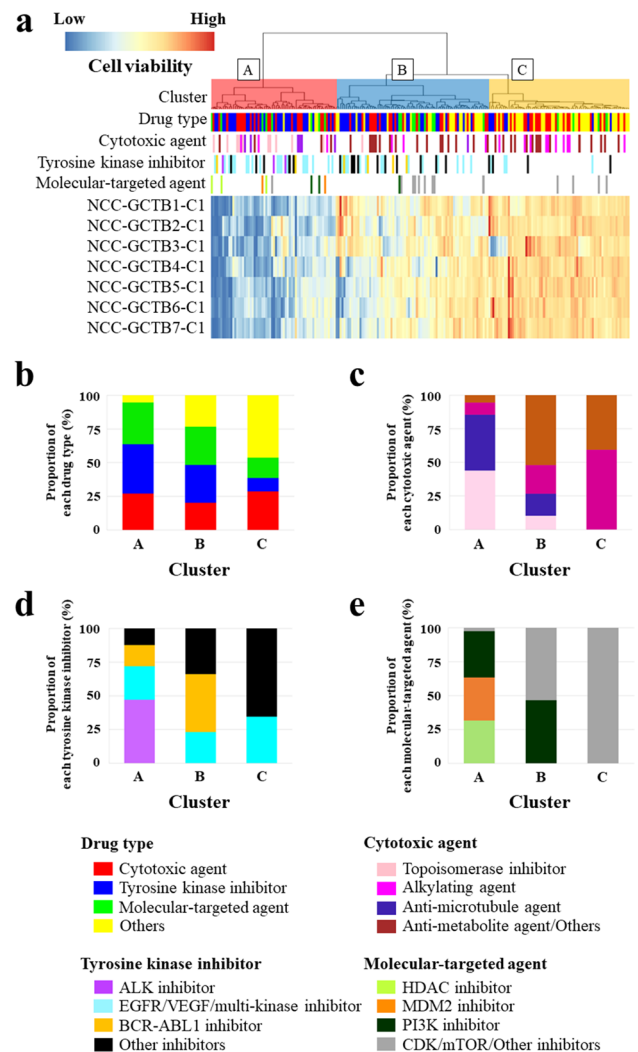 a
Low
High
Cell viability
A
B
C
Cluster
Drug type
Cytotoxic agent
Tyrosine kinase inhibitor
Molecular-targeted agent
NCC-GCTB1-C1
NCC-GCTB2-C1
NCC-GCTB3-C1
NCC-GCTB4-C1
NCC-GCTB5-C1
NCC-GCTB6-C1
NCC-GCTB7-C1
b
Proportion of
each drug type (%)
100
75
50
25
0
A
B
C
Cluster
c
Proportion of
each cytotoxic agent (%)
100
75
50
25
0
A
B
C
Cluster
d
Proportion of
each tyrosine kinase inhibitor (%)
100
75
50
25
0
A
B
C
Cluster
e
Proportion of
each molecular-targeted agent (%)
100
75
50
25
0
A
B
C
Cluster
Drug type
Cytotoxic agent
Tyrosine kinase inhibitor
Molecular-targeted agent
Others
Cytotoxic agent
Topoisomerase inhibitor
Alkylating agent
Anti-microtubule agent
Anti-metabolite agent/Others
Tyrosine kinase inhibitor
ALK inhibitor
EGFR/VEGF/multi-kinase inhibitor
BCR-ABL1 inhibitor
Other inhibitors
Molecular-targeted agent
HDAC inhibitor
MDM2 inhibitor
PI3K inhibitor
CDK/mTOR/Other inhibitors